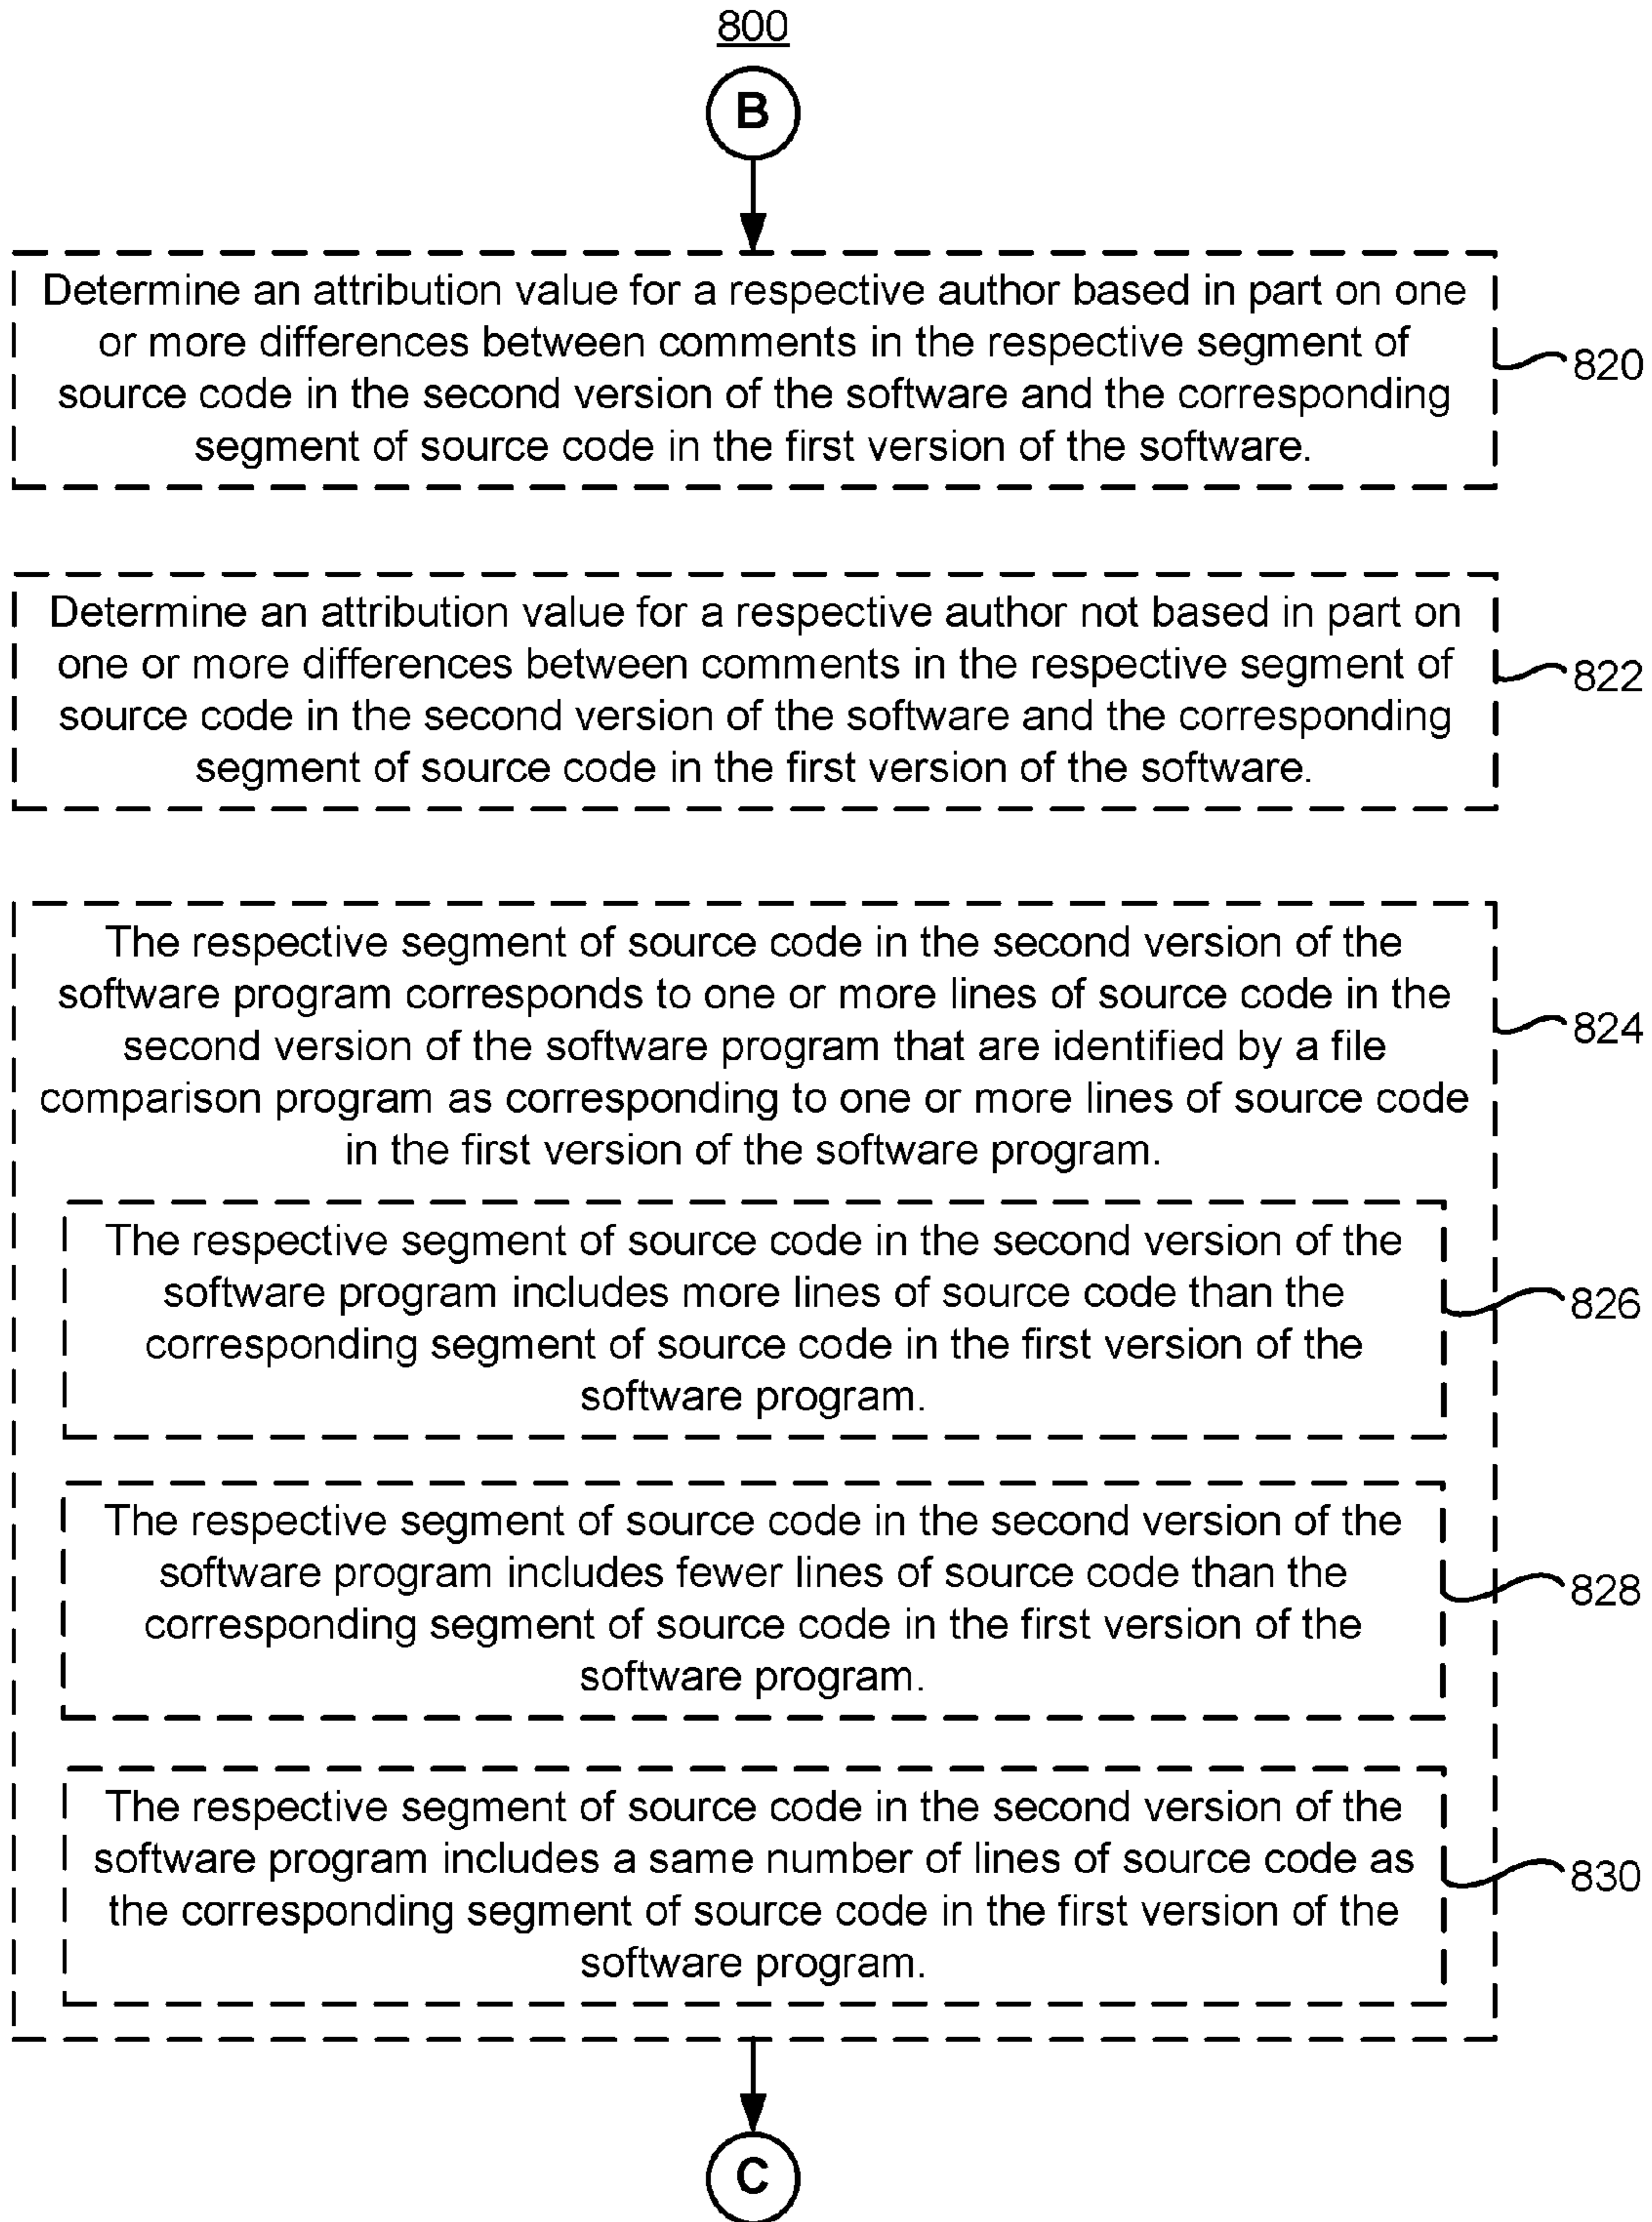 800
B
Determine an attribution value for a respective author based in part on one
or more differences between comments in the respective segment of
source code in the second version of the software and the corresponding
segment of source code in the first version of the software.
820
Determine an attribution value for a respective author not based in part on
one or more differences between comments in the respective segment of
source code in the second version of the software and the corresponding
segment of source code in the first version of the software.
822
The respective segment of source code in the second version of the
software program corresponds to one or more lines of source code in the
second version of the software program that are identified by a file
comparison program as corresponding to one or more lines of source code
in the first version of the software program.
824
The respective segment of source code in the second version of the
software program includes more lines of source code than the
corresponding segment of source code in the first version of the
software program.
826
The respective segment of source code in the second version of the
software program includes fewer lines of source code than the
corresponding segment of source code in the first version of the
software program.
828
The respective segment of source code in the second version of the
software program includes a same number of lines of source code as
the corresponding segment of source code in the first version of the
software program.
830
C